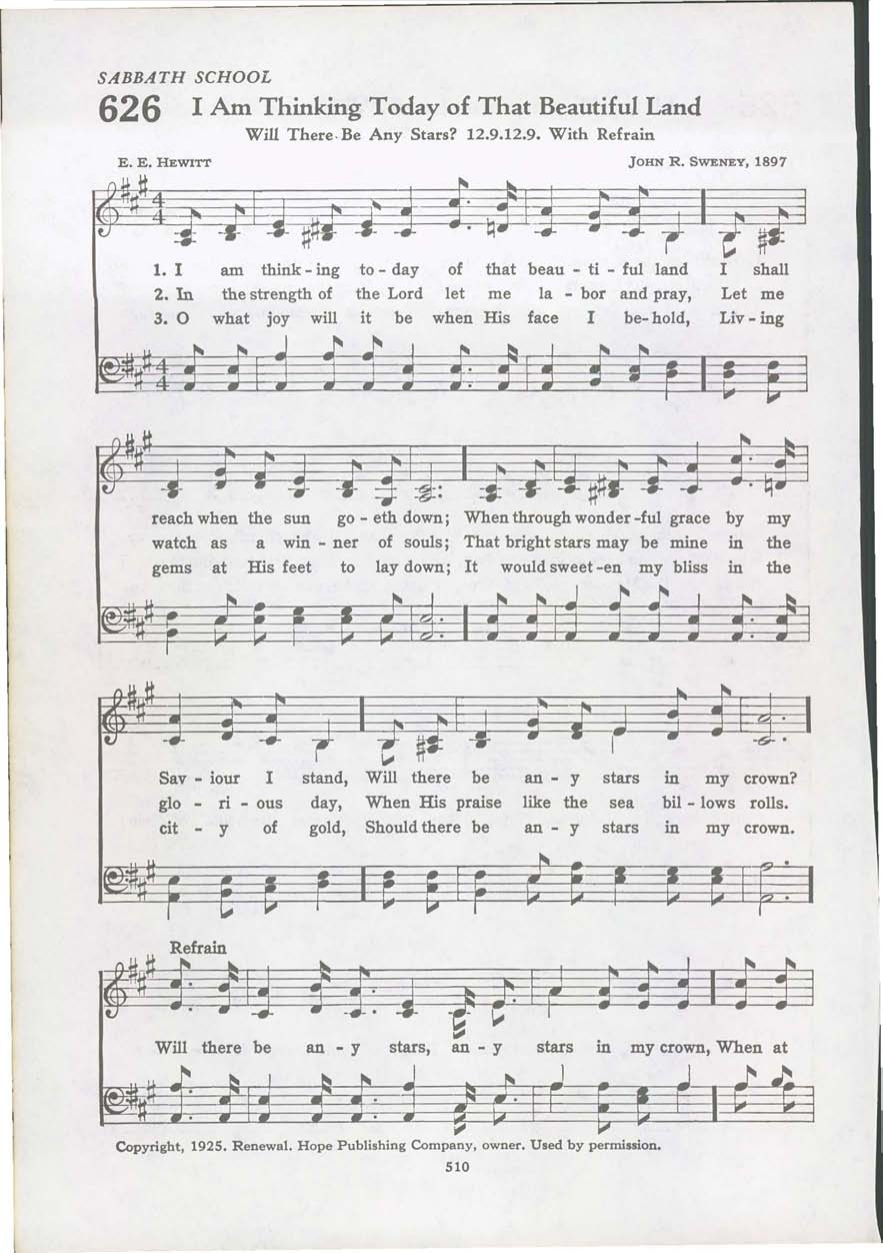 SABBATH SCHOOL
626 I Am Thinking Today of That Beautiful Land
Will There Be Any Stars? 12.9.12.9. With Refrain
E. E. HEWITT JOHN R. SWENEY, 1897
4 4
1. I am think - ing to - day of that beau - ti - ful land I shall
2. In the strength of the Lord let me la - bor and pray, Let me
3. O what joy will it be when His face I be - hold, Liv - ing
4 4
reach when the sun go - eth down; When through wonder - ful grace by my
watch as a win - ner of souls; That bright stars may be mine in the
gems at His feet to lay down; It would sweet - en my bliss in the
Sav - iour I stand, Will there be an - y stars in my crown?
glo - ri - ous day, When His praise like the sea bil - lows rolls.
cit - y of gold, Should there be an - y stars in my crown.
Refrain
Will there be an - y stars, an - y stars in my crown, When at
Copyright, 1925. Renewal. Hope Publishing Company, owner. Used by permission.
510